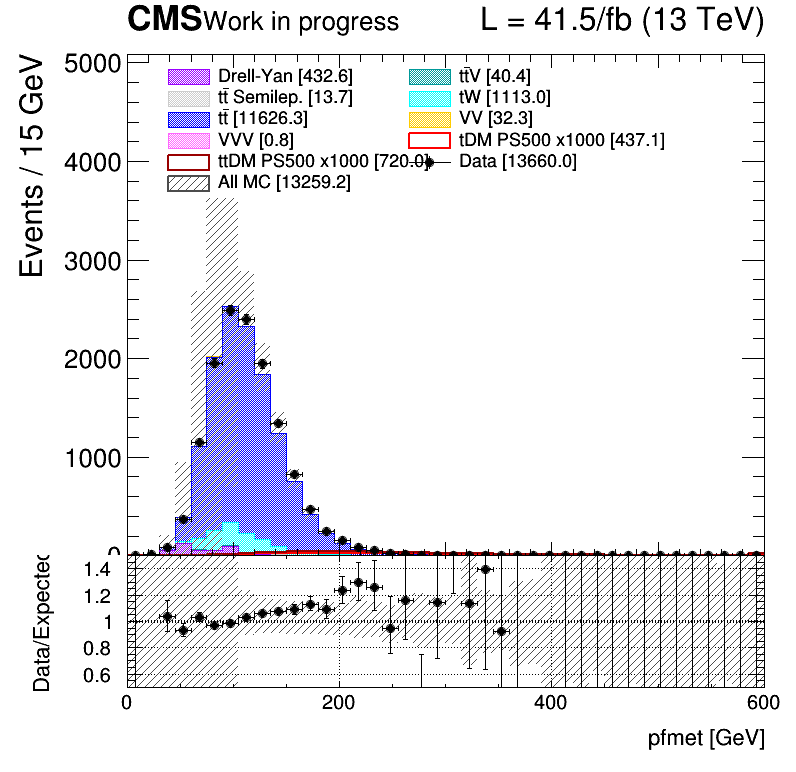 CMS Work in progress L = 41.5/fb (13 TeV)
Events / 15 GeV
5000
4000
3000
2000
1000
0
Drell-Yan [432.6]
tt̄V [40.4]
tt̄ Semilep. [13.7]
tW [1113.0]
tt̄ [11626.3]
VV [32.3]
VVV [0.8]
tDM PS500 x1000 [437.1]
ttDM PS500 x1000 [720.0]
Data [13660.0]
All MC [13259.2]
Data/Expected
1.4
1.2
1
0.8
0.6
0 200 400 600
pfmet [GeV]